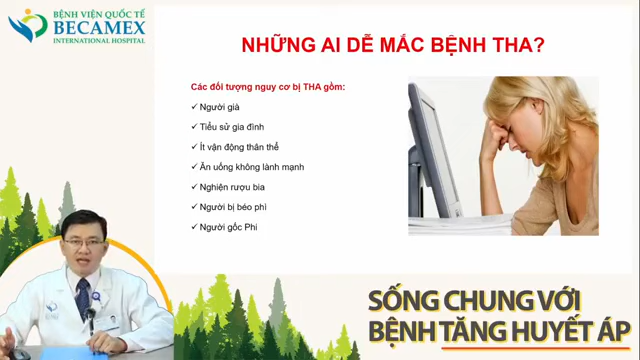 BỆNH VIỆN QUỐC TẾ
BECAMEX
INTERNATIONAL HOSPITAL
NHỮNG AI DỄ MẮC BỆNH THA?
Các đối tượng nguy cơ bị THA gồm:
✓ Người già
✓ Tiểu sử gia đình
✓ Ít vận động thân thể
✓ Ăn uống không lành mạnh
✓ Nghiện rượu bia
✓ Người bị béo phì
✓ Người gốc Phi
SỐNG CHUNG VỚI
BỆNH TĂNG HUYẾT ÁP